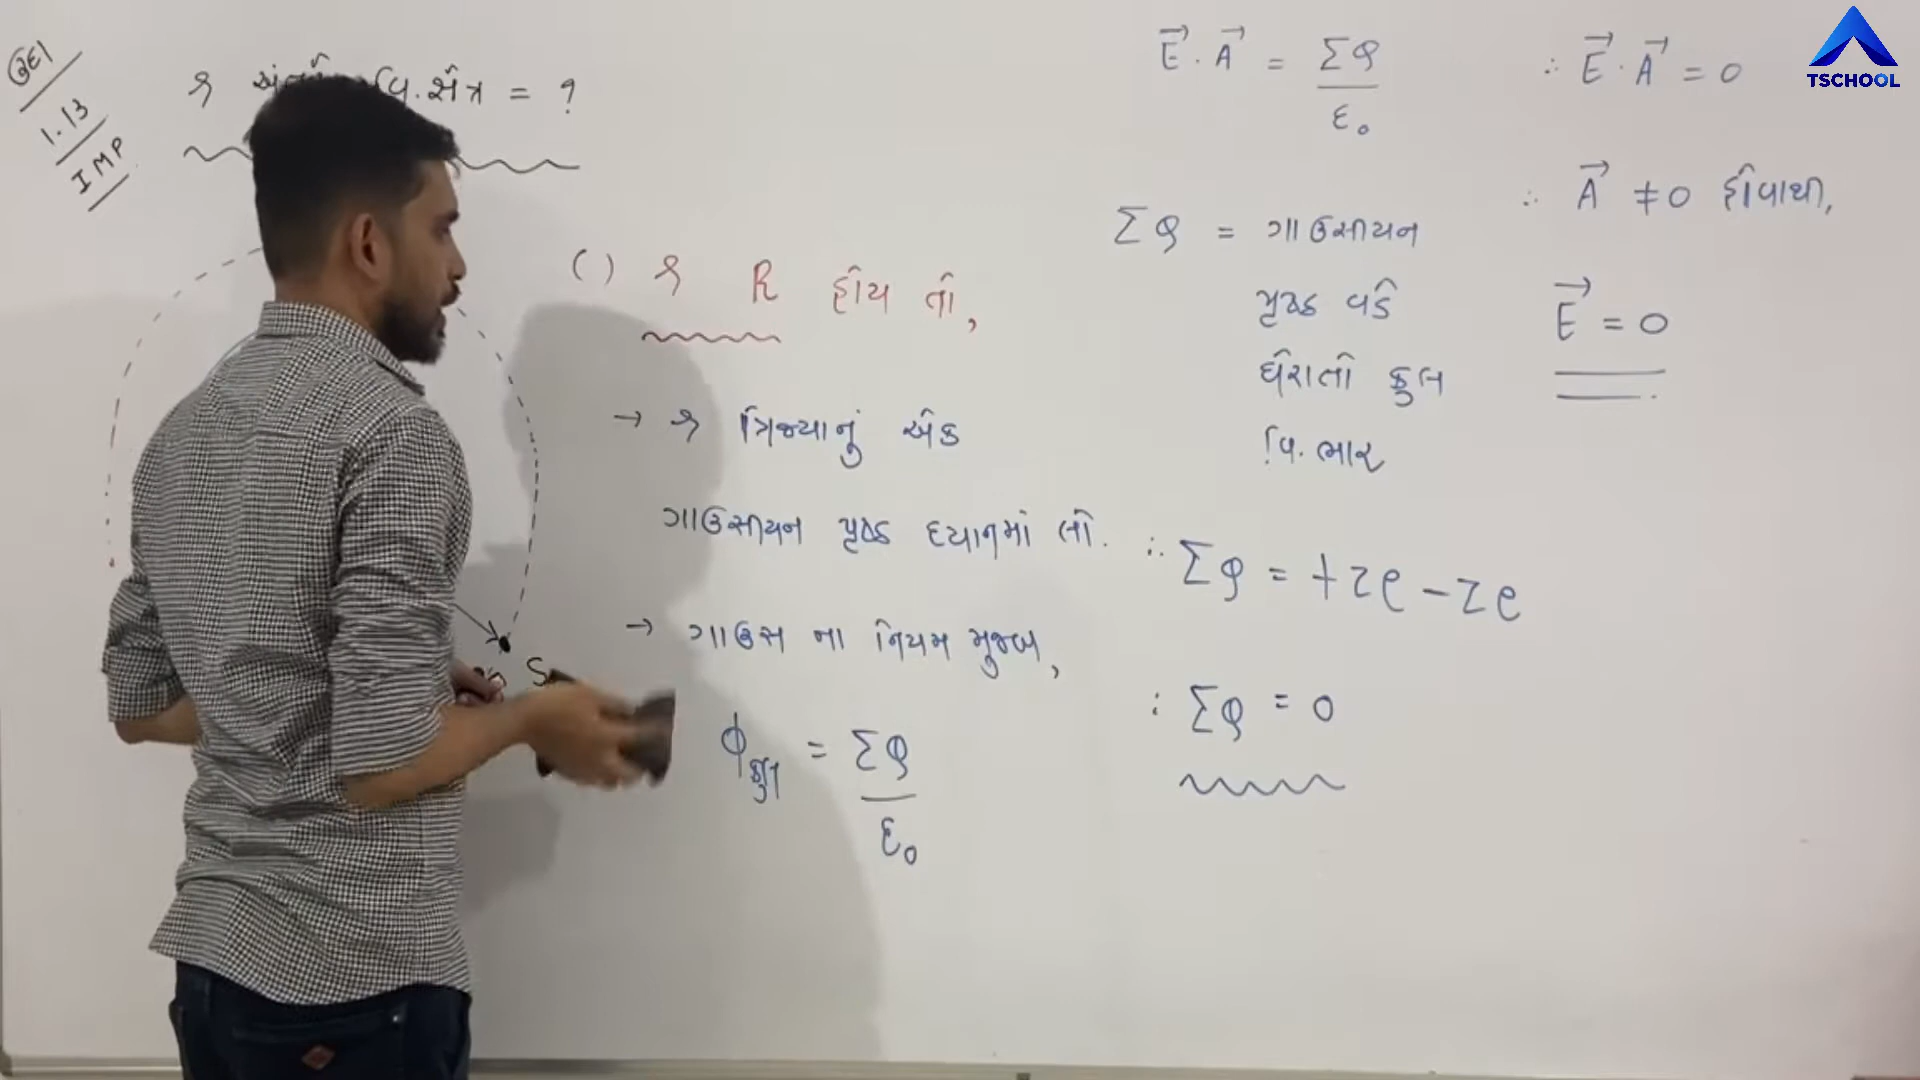 ઉદા
1.13
IMP
r વિ.ક્ષેત્ર = ?
( ) r R હોય તો,
→ r ત્રિજ્યાનું એક
ગાઉસીયન પૃષ્ઠ ધ્યાનમાં લો.
→ ગાઉસ ના નિયમ મુજબ,
ϕકુલ = ΣQ / ε₀
E⃗ · A⃗ = ΣQ / ε₀
ΣQ = ગાઉસીયન
પૃષ્ઠ વડે
ઘેરાતો કુલ
વિ. ભાર
∴ ΣQ = +ze – ze
∴ ΣQ = 0
∴ E⃗ · A⃗ = 0
∴ A⃗ ≠ 0 હોવાથી,
E⃗ = 0
TSCHOOL